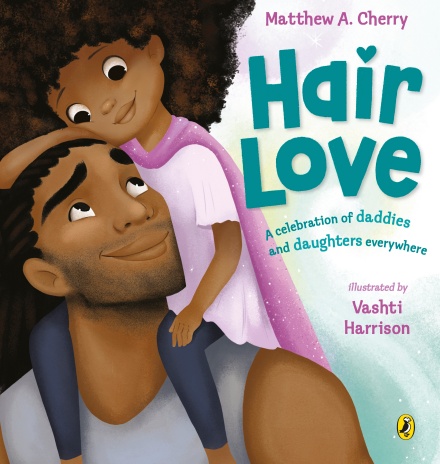 Matthew A. Cherry
Hair
Love
A celebration of daddies
and daughters everywhere
Illustrated by
Vashti
Harrison